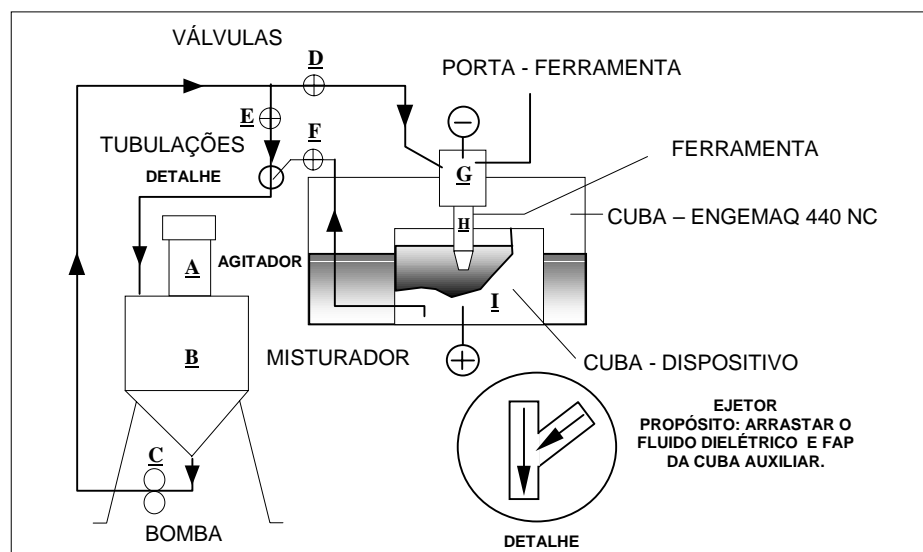 VÁLVULAS
D
PORTA - FERRAMENTA
E
F
TUBULAÇÕES
DETALHE
G
FERRAMENTA
H
CUBA – ENGEMAQ 440 NC
A
AGITADOR
I
B
MISTURADOR
CUBA - DISPOSITIVO
EJETOR
PROPÓSITO: ARRASTAR O
FLUIDO DIELÉTRICO E FAP
DA CUBA AUXILIAR.
C
BOMBA
DETALHE